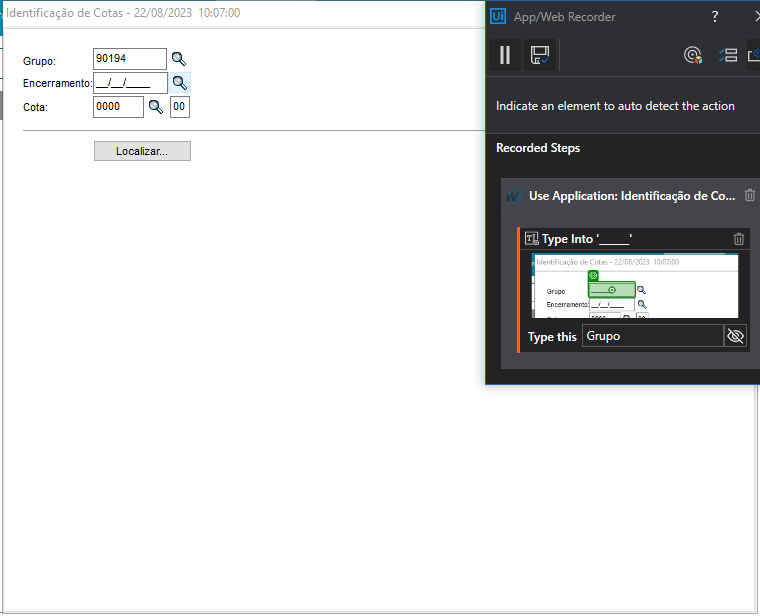 Identificação de Cotas - 22/08/2023 10:07:00
Grupo: 90194
Encerramento: __/__/____
Cota: 0000 00
Localizar...
Ui App/Web Recorder ?
Indicate an element to auto detect the action
Recorded Steps
Use Application: Identificação de Co...
Type Into '_____'
Identificação de Cotas - 22/08/2023 10:07:00
Grupo: _____
Encerramento: __/__/____
Type this Grupo